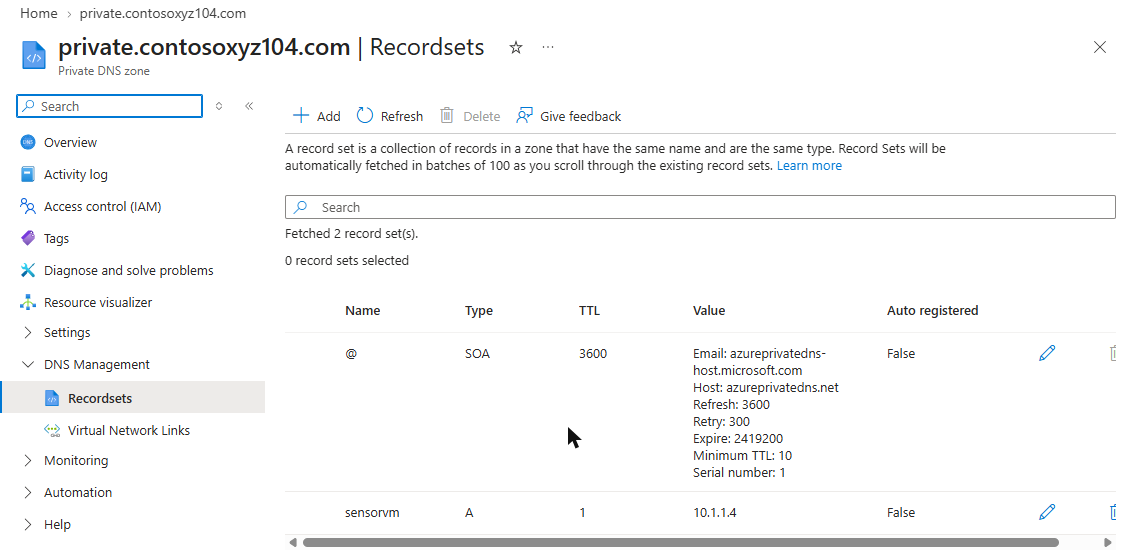 Home > private.contosoxyz104.com
private.contosoxyz104.com | Recordsets
Private DNS zone
Search
Add Refresh Delete Give feedback
Overview
Activity log
Access control (IAM)
Tags
Diagnose and solve problems
Resource visualizer
Settings
DNS Management
Recordsets
Virtual Network Links
Monitoring
Automation
Help
A record set is a collection of records in a zone that have the same name and are the same type. Record Sets will be
automatically fetched in batches of 100 as you scroll through the existing record sets. Learn more
Search
Fetched 2 record set(s).
0 record sets selected
Name Type TTL Value Auto registered
@ SOA 3600 Email: azureprivatedns- False
host.microsoft.com
Host: azureprivatedns.net
Refresh: 3600
Retry: 300
Expire: 2419200
Minimum TTL: 10
Serial number: 1
sensorvm A 1 10.1.1.4 False